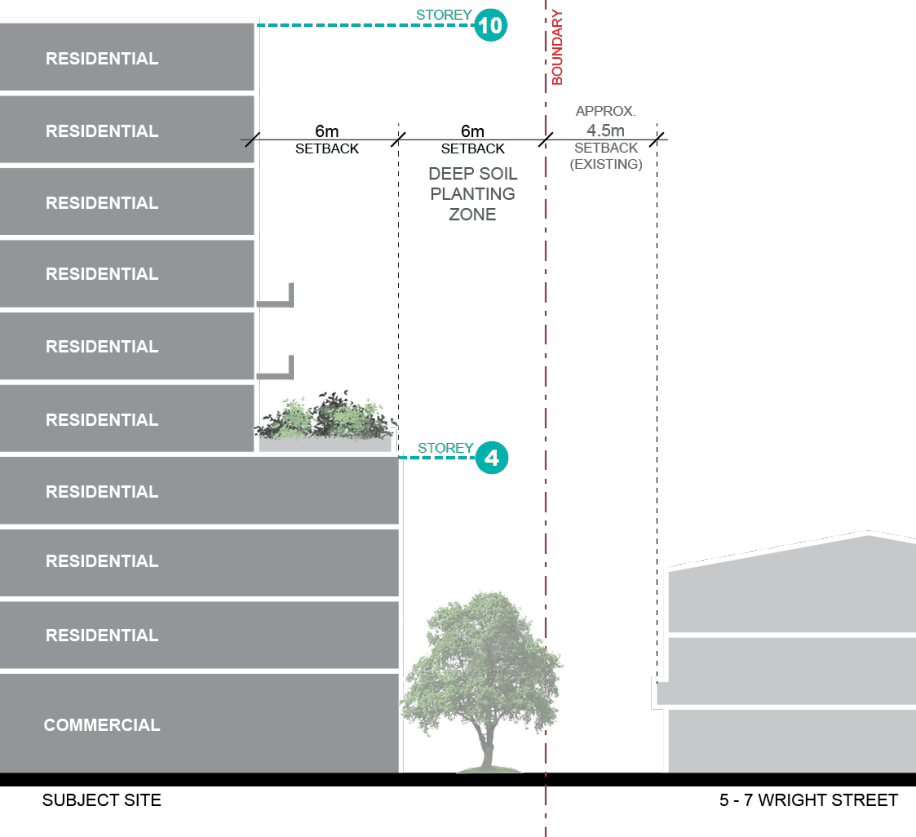 STOREY 10
BOUNDARY
RESIDENTIAL
RESIDENTIAL
6m
SETBACK
6m
SETBACK
APPROX.
4.5m
SETBACK
(EXISTING)
DEEP SOIL
PLANTING
ZONE
RESIDENTIAL
RESIDENTIAL
RESIDENTIAL
RESIDENTIAL
STOREY 4
RESIDENTIAL
RESIDENTIAL
RESIDENTIAL
COMMERCIAL
SUBJECT SITE
5 - 7 WRIGHT STREET